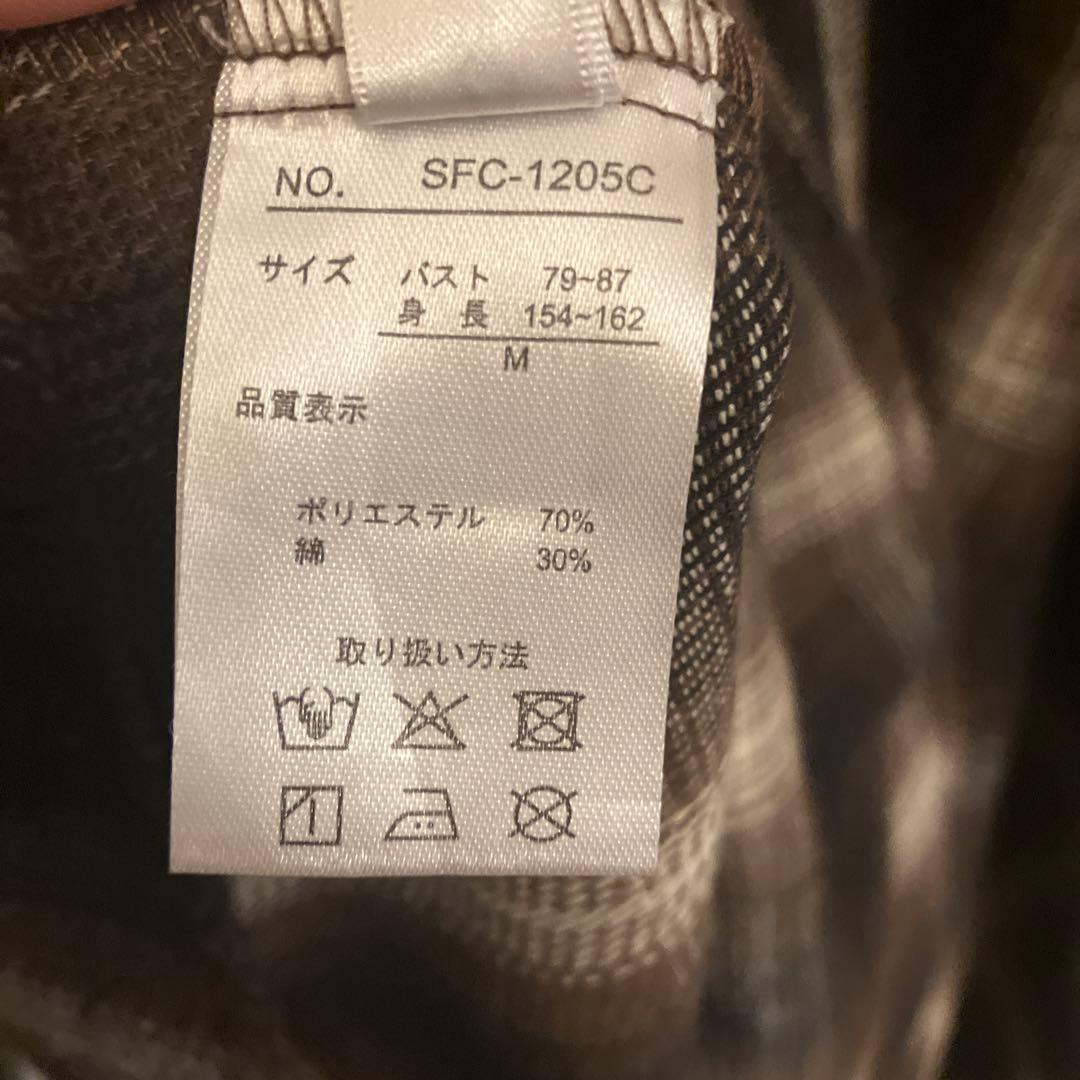 NO. SFC-1205C
サイズ バスト 79~87
身 長 154~162
M
品質表示
ポリエステル 70%
綿 30%
取り扱い方法